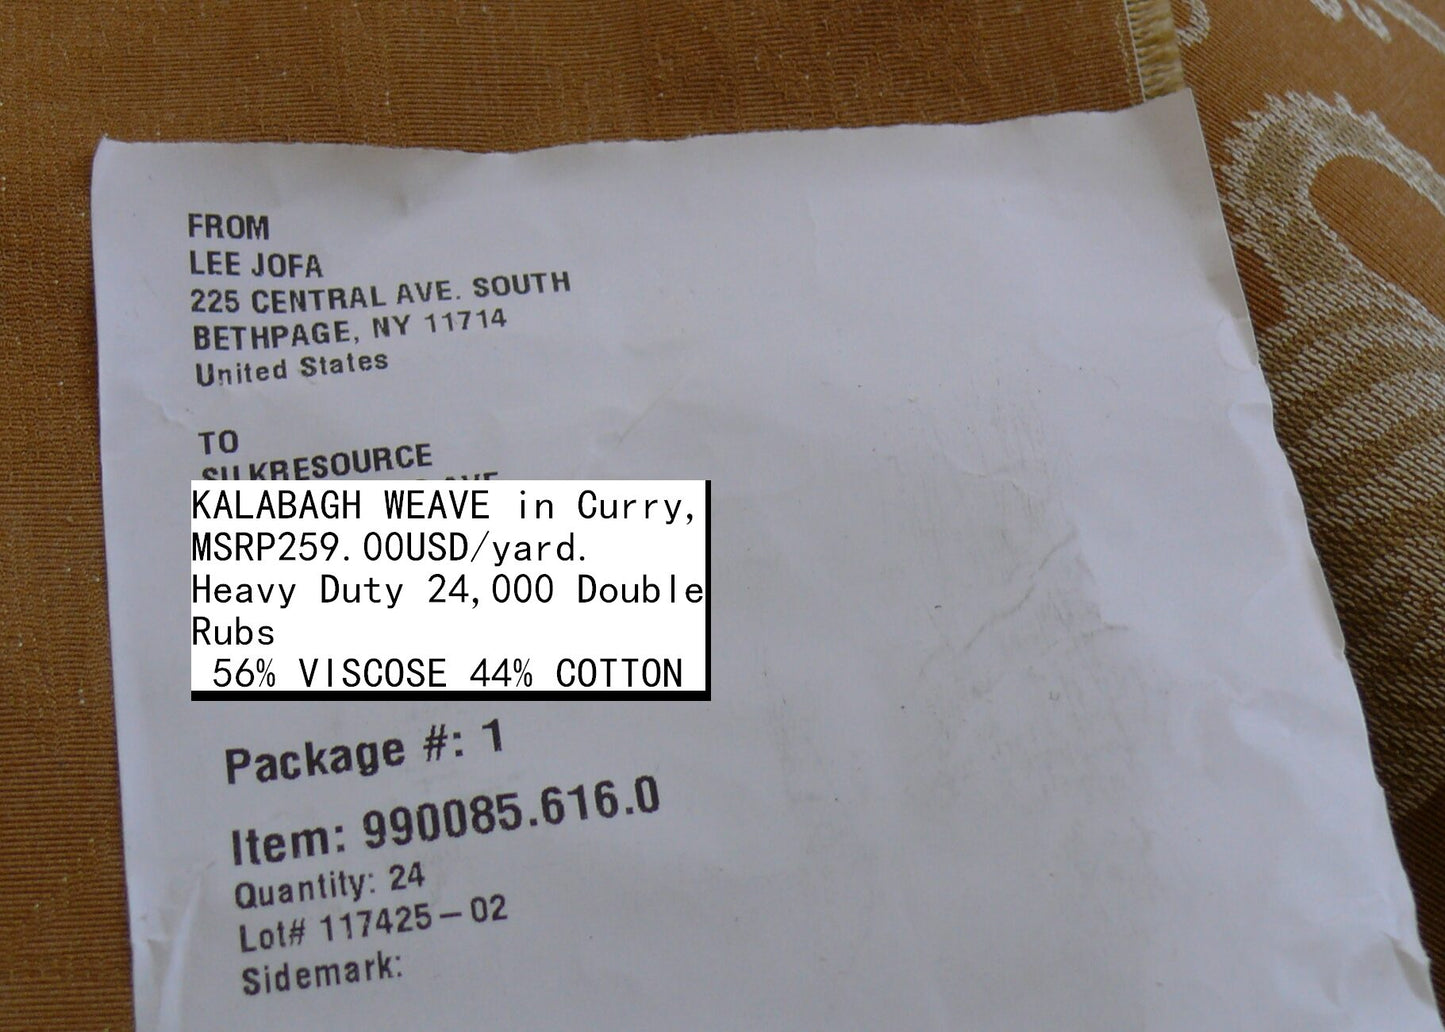 FROM
LEE JOFA
225 CENTRAL AVE. SOUTH
BETHPAGE, NY 11714
United States
TO
SILKRESOURCE
AVE
KALABAGH WEAVE in Curry,
MSRP259.00USD/yard.
Heavy Duty 24,000 Double
Rubs
56% VISCOSE 44% COTTON
Package #: 1
Item: 990085.616.0
Quantity: 24
Lot# 117425-02
Sidemark: